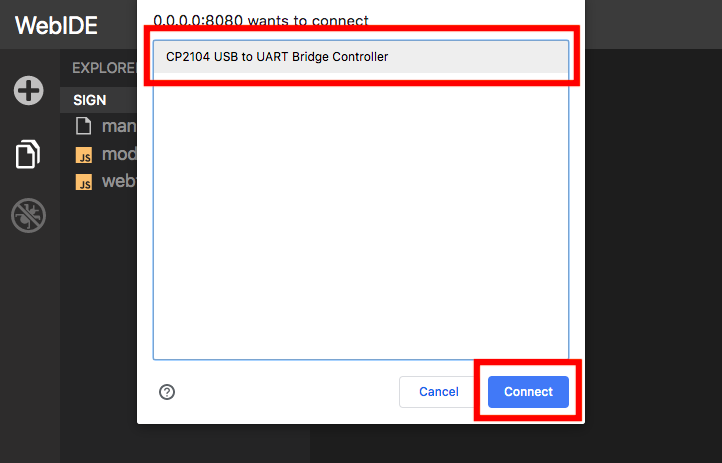 WebIDE
0.0.0.0:8080 wants to connect
CP2104 USB to UART Bridge Controller
EXPLORE
SIGN
man
mod
JS
JS
Cancel
Connect